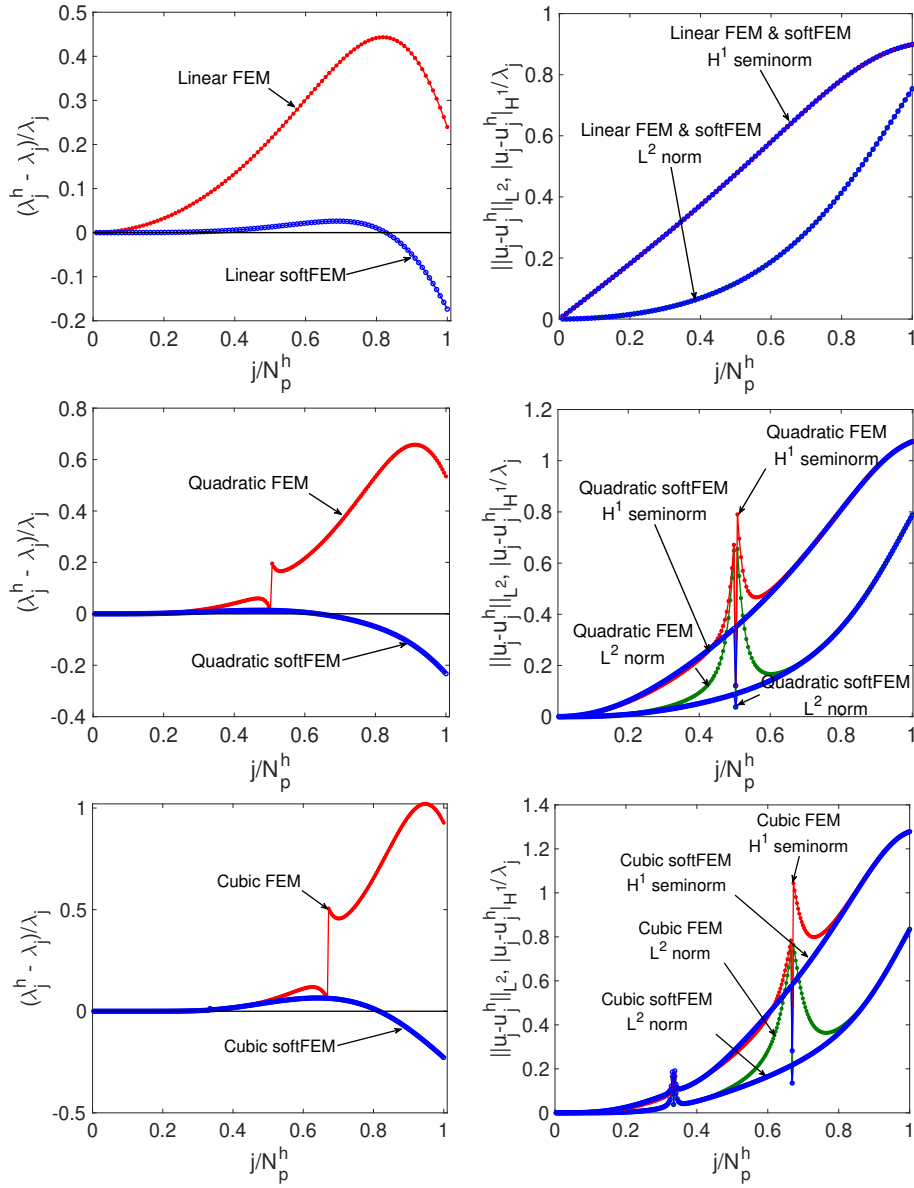 0.5
0.4
0.3
0.2
0.1
0
-0.1
-0.2
(λ_j^h - λ_j)/λ_j
Linear FEM
Linear softFEM
0 0.2 0.4 0.6 0.8 1
j/N_p^h
1
0.8
0.6
0.4
0.2
0
||u_j-u_j^h||_L^2, |u_j-u_j^h|_H^1/λ_j
Linear FEM & softFEM
H^1 seminorm
Linear FEM & softFEM
L^2 norm
0 0.2 0.4 0.6 0.8 1
j/N_p^h
0.8
0.6
0.4
0.2
0
-0.2
-0.4
(λ_j^h - λ_j)/λ_j
Quadratic FEM
Quadratic softFEM
0 0.2 0.4 0.6 0.8 1
j/N_p^h
1.2
1
0.8
0.6
0.4
0.2
0
||u_j-u_j^h||_L^2, |u_j-u_j^h|_H^1/λ_j
Quadratic FEM
H^1 seminorm
Quadratic softFEM
H^1 seminorm
Quadratic FEM
L^2 norm
Quadratic softFEM
L^2 norm
0.2 0.4 0.6 0.8 1
j/N_p^h
1
0.5
0
-0.5
(λ_j^h - λ_j)/λ_j
Cubic FEM
Cubic softFEM
0 0.2 0.4 0.6 0.8 1
j/N_p^h
1.4
1.2
1
0.8
0.6
0.4
0.2
0
||u_j-u_j^h||_L^2, |u_j-u_j^h|_H^1/λ_j
Cubic FEM
H^1 seminorm
Cubic softFEM
H^1 seminorm
Cubic FEM
L^2 norm
Cubic softFEM
L^2 norm
0 0.2 0.4 0.6 0.8 1
j/N_p^h